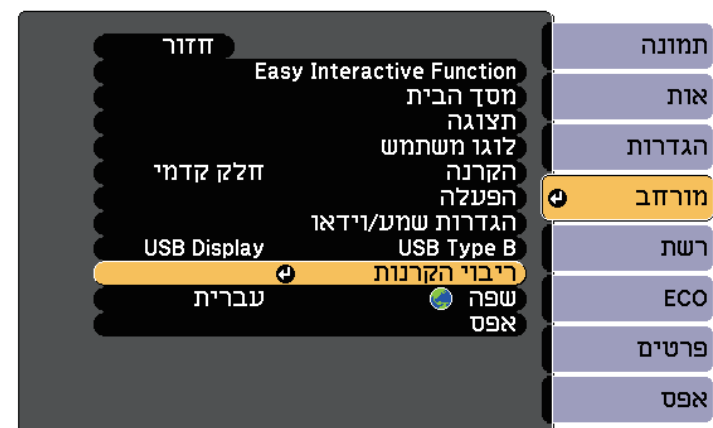 תמונה
אות
הגדרות
מורחב
רשת
ECO
פרטים
אפס
חזור
Easy Interactive Function
מסך הבית
תצוגה
לוגו משתמש
הקרנה חלק קדמי
הפעלה
הגדרות שמע/וידאו
USB Type B USB Display
ריבוי הקרנות
שפה עברית
אפס